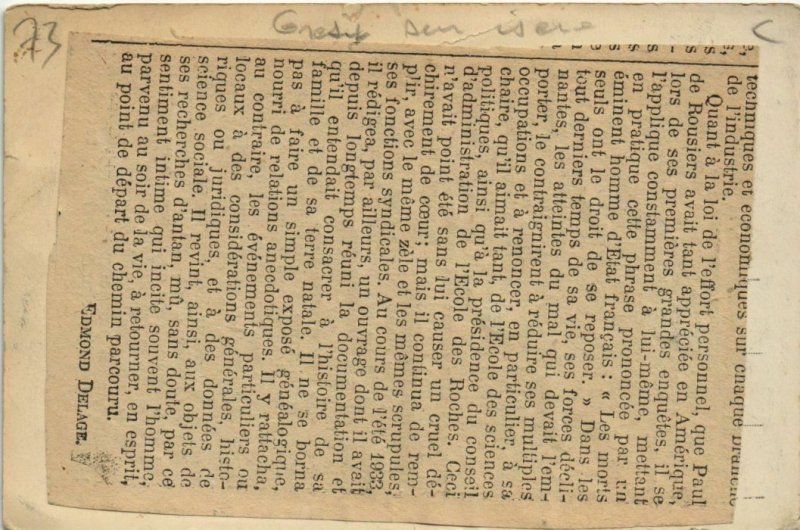 73
Gresy sur isere
C
techniques et économiques sur chaque branche
de l'industrie.
Quant à la loi de l'effort personnel, que Paul
de Rousiers avait tant appréciée en Amérique,
lors de ses premières grandes enquêtes, il se
l'applique constamment à lui-même, mettant
en pratique cette phrase prononcée par un
éminent homme d'Etat français : « Les morts
seuls ont le droit de se reposer. » Dans les
tout derniers temps de sa vie, ses forces décli-
nantes, les atteintes du mal qui devait l'em-
porter, le contraignirent à réduire ses multiples
occupations et à renoncer, en particulier, à sa
chaire, qu'il aimait tant, de l'Ecole des sciences
politiques, ainsi qu'à la présidence du conseil
d'administration de l'Ecole des Roches. Ceci
n'avait point été sans lui causer un cruel dé-
chirement de cœur; mais il continua de rem-
plir, avec le même zèle et les mêmes scrupules,
ses fonctions syndicales. Au cours de l'été 1933,
il rédigea, par ailleurs, un ouvrage dont il avait
depuis longtemps réuni la documentation et
qu'il entendait consacrer à l'histoire de sa
famille et de sa terre natale. Il ne se borna
pas à faire un simple exposé généalogique,
nourri de relations anecdotiques. Il y rattacha,
au contraire, les événements particuliers ou
locaux à des considérations générales histo-
riques ou juridiques, et à des données de
science sociale. Il revint, ainsi, aux objets de
ses recherches d'antan, mû, sans doute, par ce
sentiment intime qui incite souvent l'homme,
parvenu au soir de la vie, à retourner, en esprit,
au point de départ du chemin parcouru.
EDMOND DELAGE.